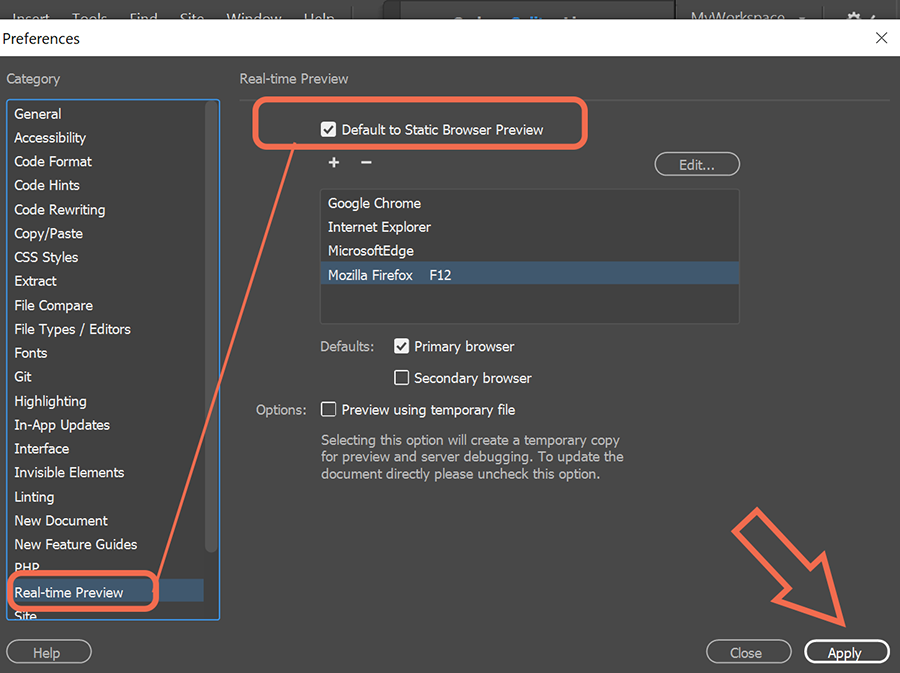 Insert Tools Find Site Window Help MyWorkspace
Preferences
Category
Real-time Preview
General
Accessibility
Code Format
Code Hints
Code Rewriting
Copy/Paste
CSS Styles
Extract
File Compare
File Types / Editors
Fonts
Git
Highlighting
In-App Updates
Interface
Invisible Elements
Linting
New Document
New Feature Guides
PHP
Real-time Preview
Site
Default to Static Browser Preview
+ −
Edit...
Google Chrome
Internet Explorer
MicrosoftEdge
Mozilla Firefox F12
Defaults: Primary browser
Secondary browser
Options: Preview using temporary file
Selecting this option will create a temporary copy
for preview and server debugging. To update the
document directly please uncheck this option.
Help
Close
Apply